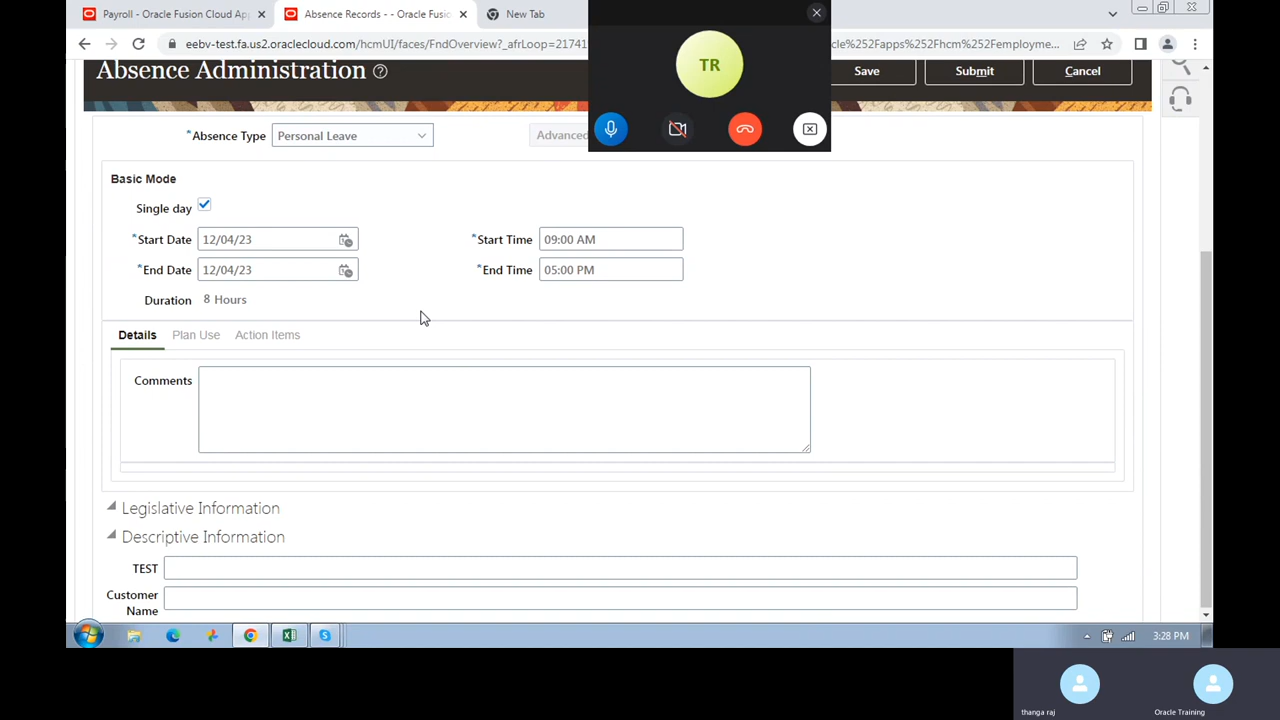 Payroll - Oracle Fusion Cloud App
Absence Records - - Oracle Fusio
New Tab
eebv-test.fa.us2.oraclecloud.com/hcmUI/faces/FndOverview?_afrLoop=21741
cle%252Fapps%252Fhcm%252Femployme...
TR
Absence Administration
Save
Submit
Cancel
*Absence Type
Personal Leave
Advanced
Basic Mode
Single day
*Start Date
12/04/23
*Start Time
09:00 AM
*End Date
12/04/23
*End Time
05:00 PM
Duration
8 Hours
Details
Plan Use
Action Items
Comments
Legislative Information
Descriptive Information
TEST
Customer
Name
3:28 PM
thanga raj
Oracle Training